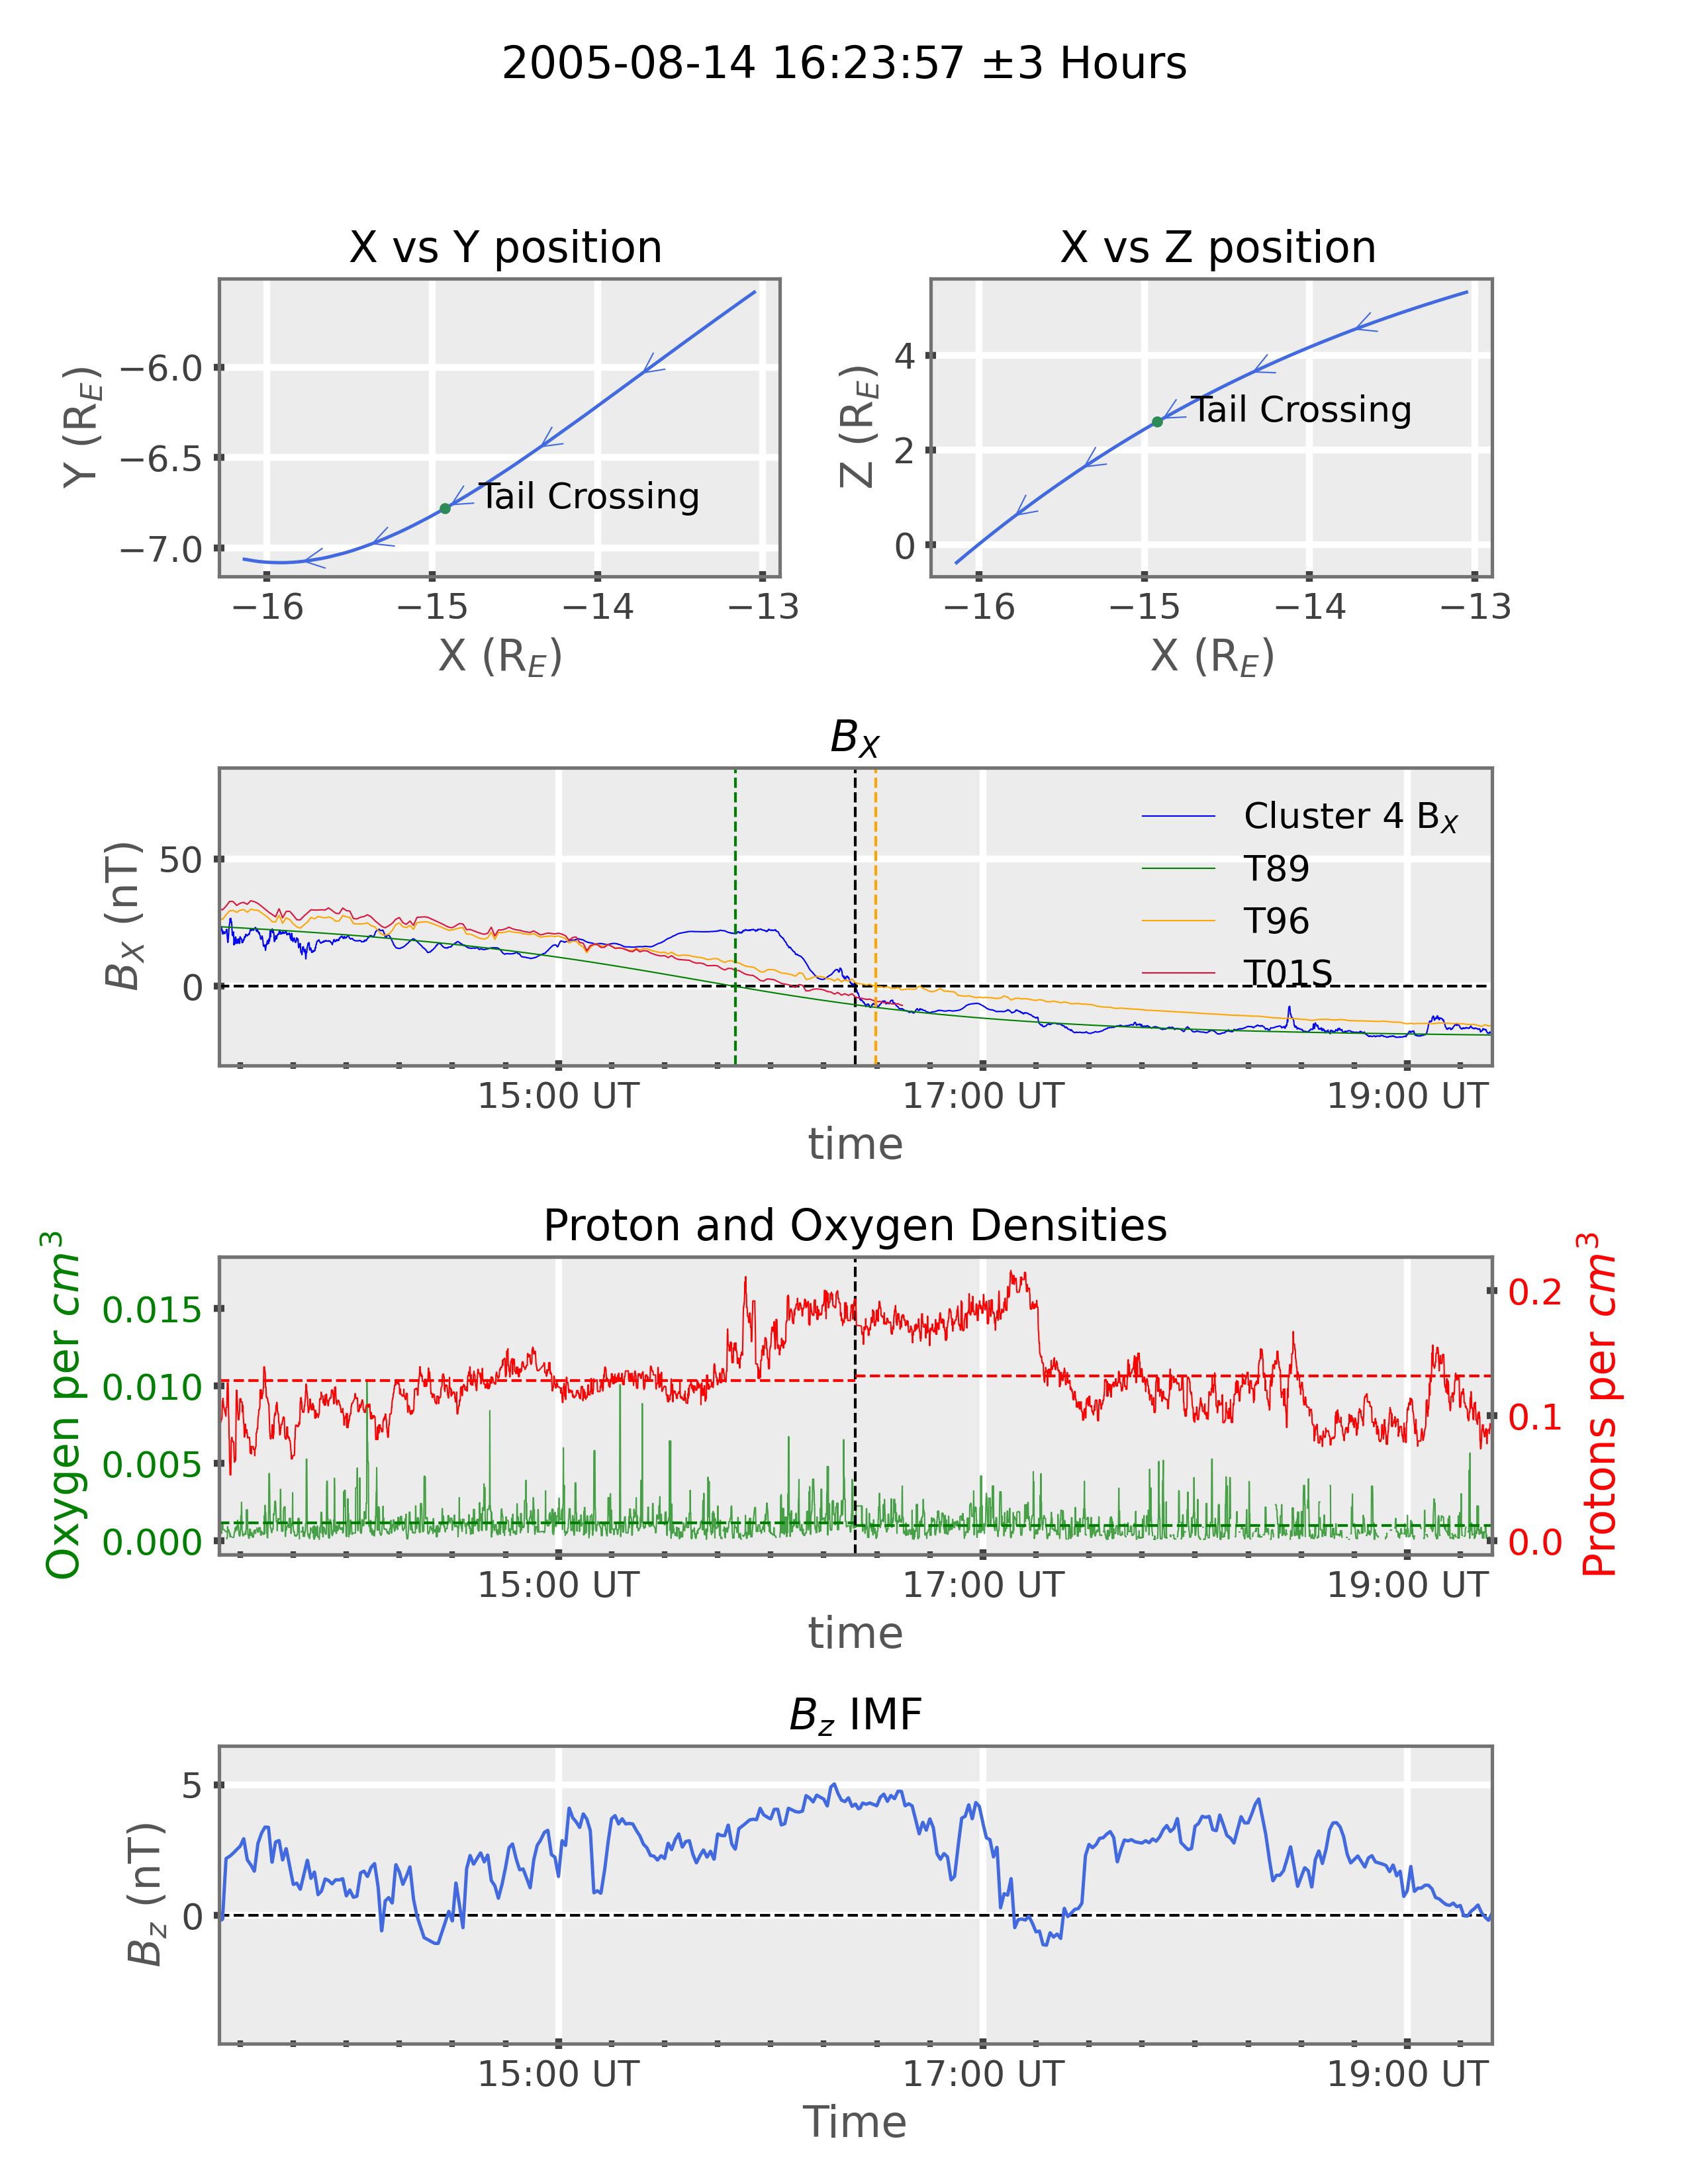 2005-08-14 16:23:57 ±3 Hours
X vs Y position
X vs Z position
Y (R_E)
−6.0
−6.5
−7.0
Tail Crossing
−16 −15 −14 −13
X (R_E)
Z (R_E)
4
2
0
Tail Crossing
−16 −15 −14 −13
X (R_E)
B_X
B_X (nT)
50
0
Cluster 4 B_X
T89
T96
T01S
15:00 UT 17:00 UT 19:00 UT
time
Proton and Oxygen Densities
Oxygen per cm^3
0.015
0.010
0.005
0.000
Protons per cm^3
0.2
0.1
0.0
15:00 UT 17:00 UT 19:00 UT
time
B_z IMF
B_z (nT)
5
0
15:00 UT 17:00 UT 19:00 UT
Time